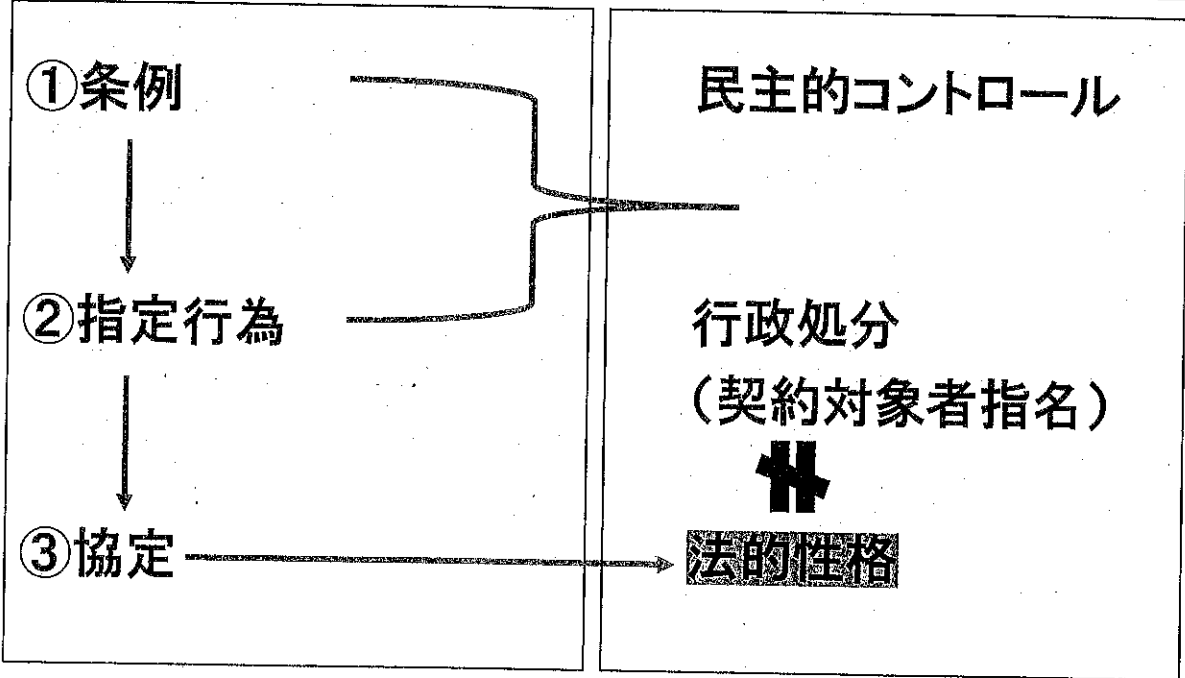 ①条例
民主的コントロール
②指定行為
行政処分
（契約対象者指名）
③協定
法的性格